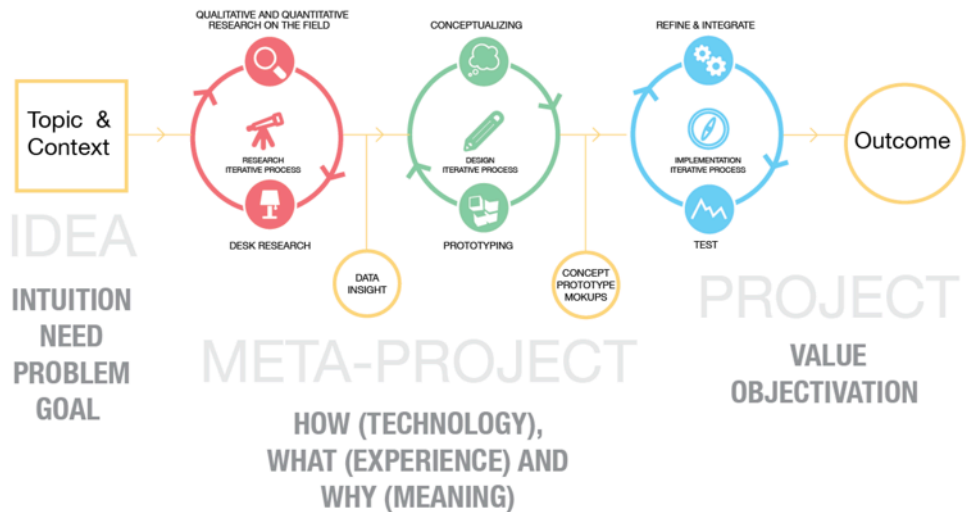 QUALITATIVE AND QUANTITATIVE
RESEARCH ON THE FIELD
CONCEPTUALIZING
REFINE & INTEGRATE
Topic &
Context
RESEARCH
ITERATIVE PROCESS
DESIGN
ITERATIVE PROCESS
IMPLEMENTATION
ITERATIVE PROCESS
Outcome
DESK RESEARCH
PROTOTYPING
TEST
DATA
INSIGHT
CONCEPT
PROTOTYPE
MOKUPS
IDEA
INTUITION
NEED
PROBLEM
GOAL
META-PROJECT
HOW (TECHNOLOGY),
WHAT (EXPERIENCE) AND
WHY (MEANING)
PROJECT
VALUE
OBJECTIVATION